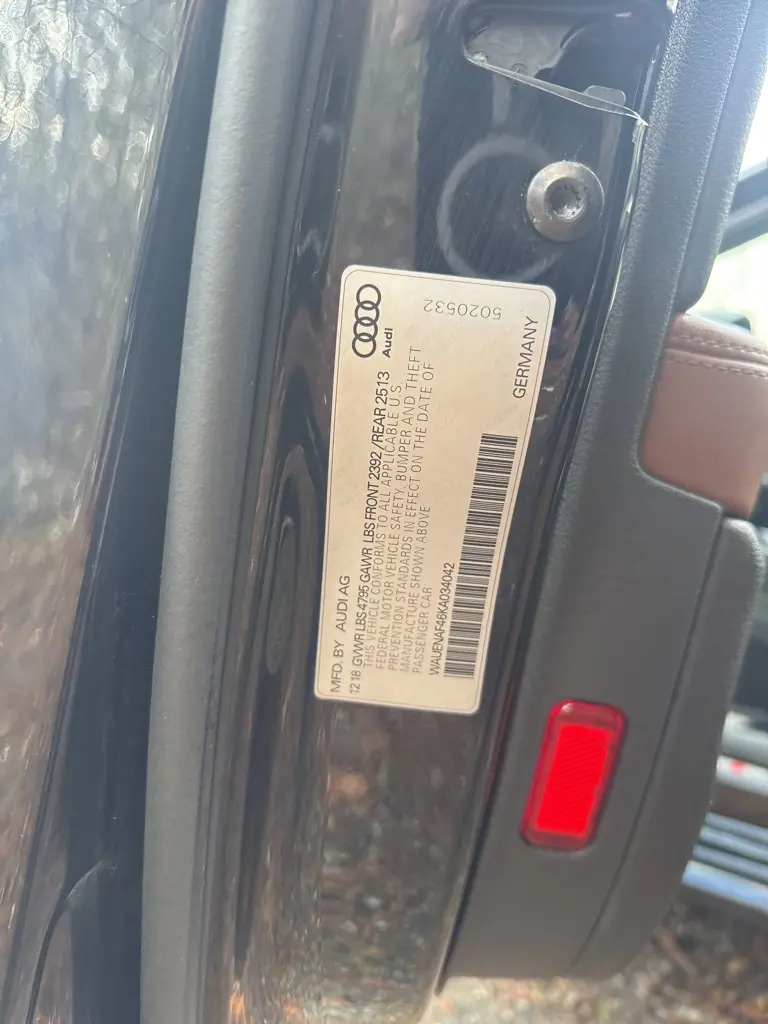 Audi
5020532
MFD. BY AUDI AG
12 18 GVWR LBS 4795 GAWR LBS FRONT 2392 /REAR 2513
THIS VEHICLE CONFORMS TO ALL APPLICABLE U S
FEDERAL MOTOR VEHICLE SAFETY, BUMPER AND THEFT
PREVENTION STANDARDS IN EFFECT ON THE DATE OF
MANUFACTURE SHOWN ABOVE
PASSENGER CAR
WAUENAF46KA034042
GERMANY